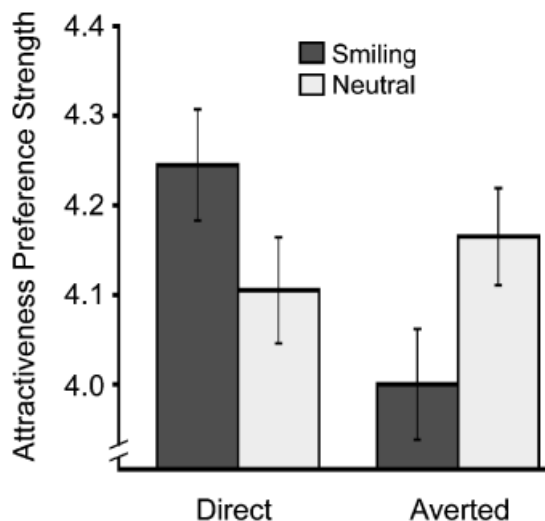 Attractiveness Preference Strength
4.4
4.3
4.2
4.1
4.0
Smiling
Neutral
Direct
Averted